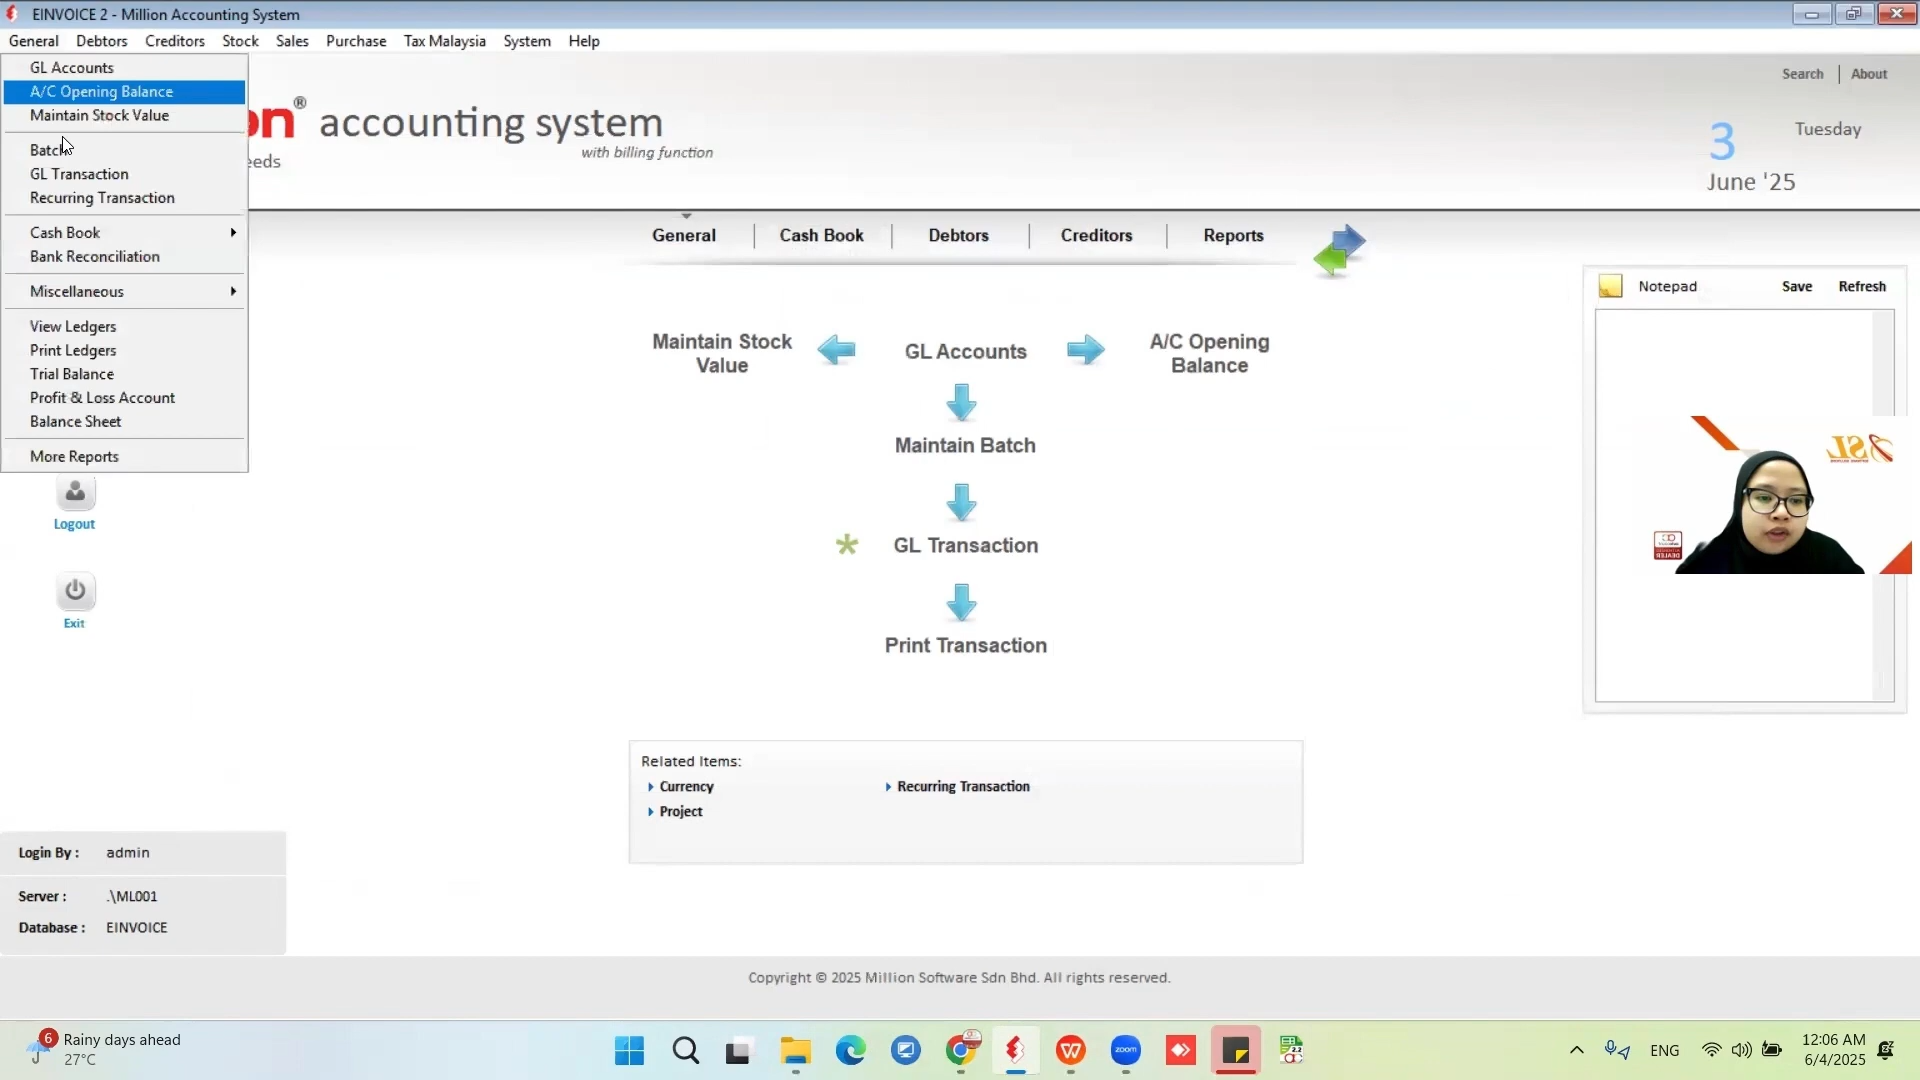 EINVOICE 2 - Million Accounting System
General Debtors Creditors Stock Sales Purchase Tax Malaysia System Help
GL Accounts
A/C Opening Balance
Maintain Stock Value
Batch
GL Transaction
Recurring Transaction
Cash Book
Bank Reconciliation
Miscellaneous
View Ledgers
Print Ledgers
Trial Balance
Profit & Loss Account
Balance Sheet
More Reports
on® accounting system
with billing function
eeds
Search About
3 Tuesday
June '25
General Cash Book Debtors Creditors Reports
Notepad Save Refresh
Maintain Stock Value
GL Accounts
A/C Opening Balance
Maintain Batch
* GL Transaction
Print Transaction
Logout
Exit
ASL
Related Items:
Currency Recurring Transaction
Project
Login By : admin
Server : .\ML001
Database : EINVOICE
Copyright © 2025 Million Software Sdn Bhd. All rights reserved.
6 Rainy days ahead
27°C
zoom
ENG
12:06 AM
6/4/2025